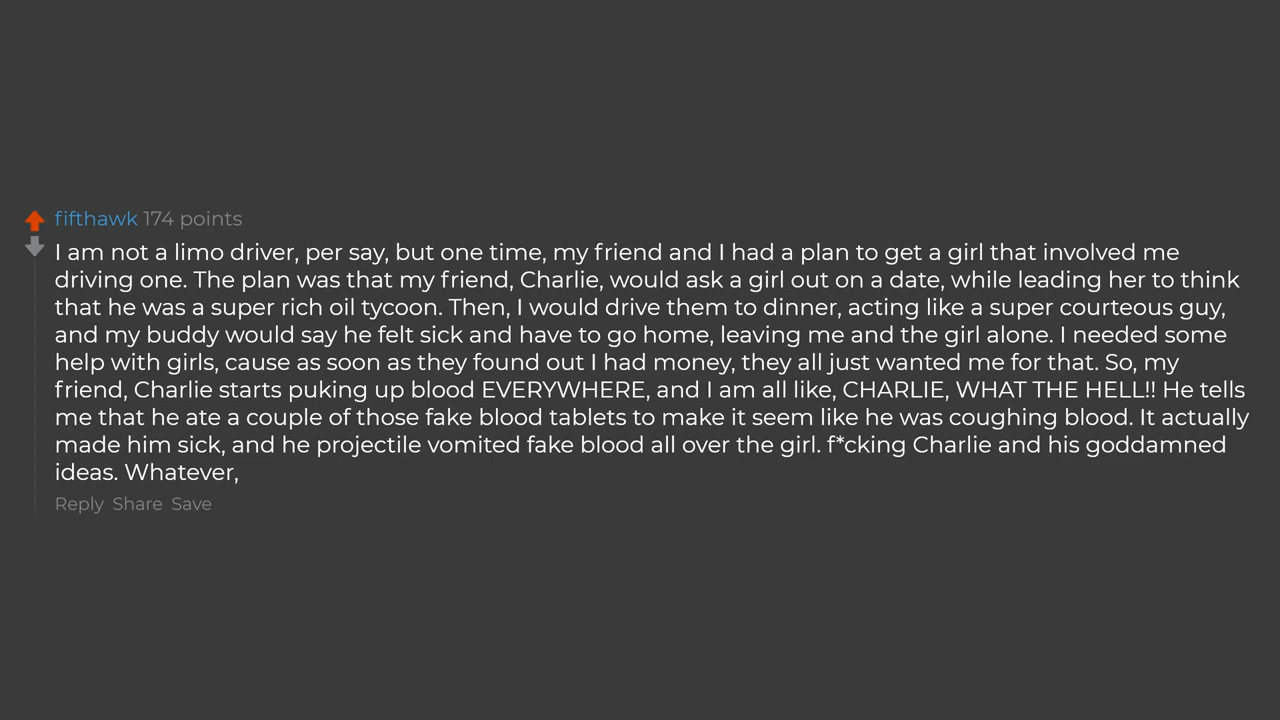 fifthawk 174 points
I am not a limo driver, per say, but one time, my friend and I had a plan to get a girl that involved me
driving one. The plan was that my friend, Charlie, would ask a girl out on a date, while leading her to think
that he was a super rich oil tycoon. Then, I would drive them to dinner, acting like a super courteous guy,
and my buddy would say he felt sick and have to go home, leaving me and the girl alone. I needed some
help with girls, cause as soon as they found out I had money, they all just wanted me for that. So, my
friend, Charlie starts puking up blood EVERYWHERE, and I am all like, CHARLIE, WHAT THE HELL!! He tells
me that he ate a couple of those fake blood tablets to make it seem like he was coughing blood. It actually
made him sick, and he projectile vomited fake blood all over the girl. f*cking Charlie and his goddamned
ideas. Whatever,
Reply Share Save